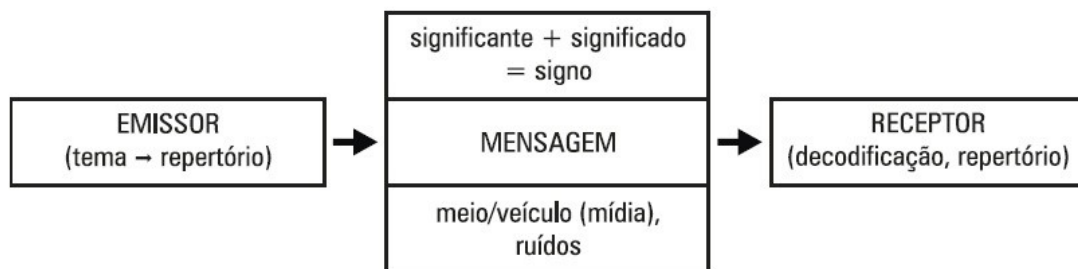 EMISSOR
(tema → repertório)
significante + significado
= signo
MENSAGEM
meio/veículo (mídia),
ruídos
RECEPTOR
(decodificação, repertório)